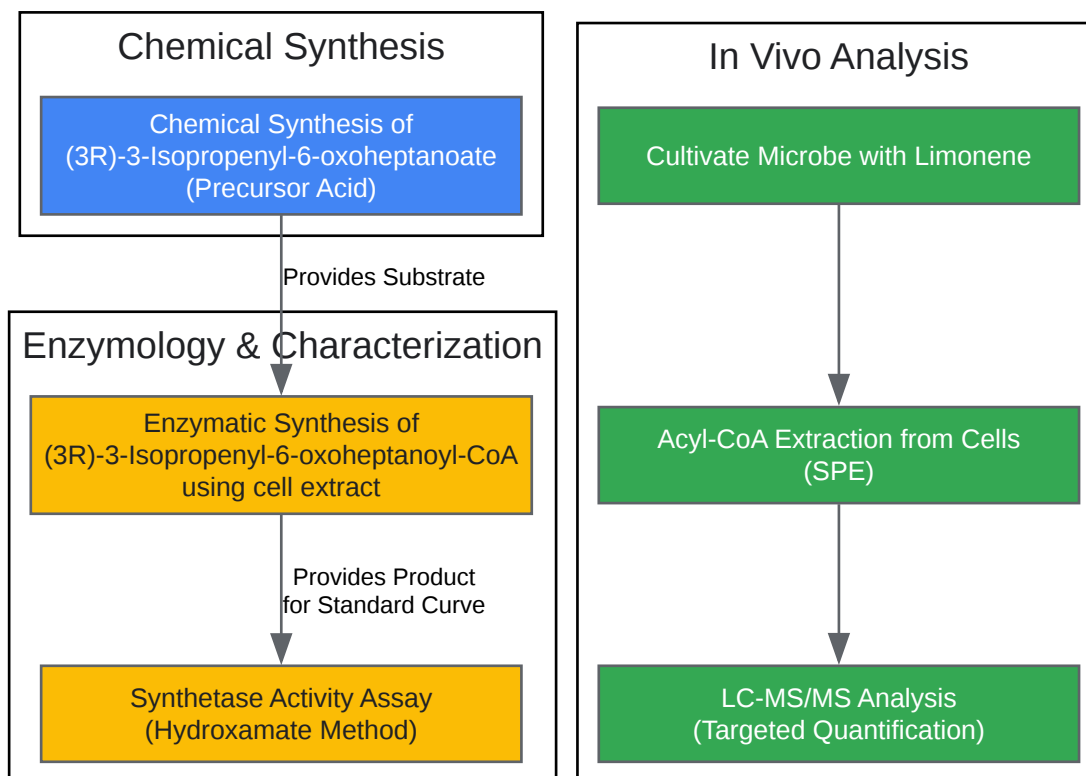 Chemical Synthesis
Chemical Synthesis of
(3R)-3-Isopropenyl-6-oxoheptanoate
(Precursor Acid)
Provides Substrate
Enzymology & Characterization
Enzymatic Synthesis of
(3R)-3-Isopropenyl-6-oxoheptanoyl-CoA
using cell extract
Provides Product
for Standard Curve
Synthetase Activity Assay
(Hydroxamate Method)
In Vivo Analysis
Cultivate Microbe with Limonene
Acyl-CoA Extraction from Cells
(SPE)
LC-MS/MS Analysis
(Targeted Quantification)